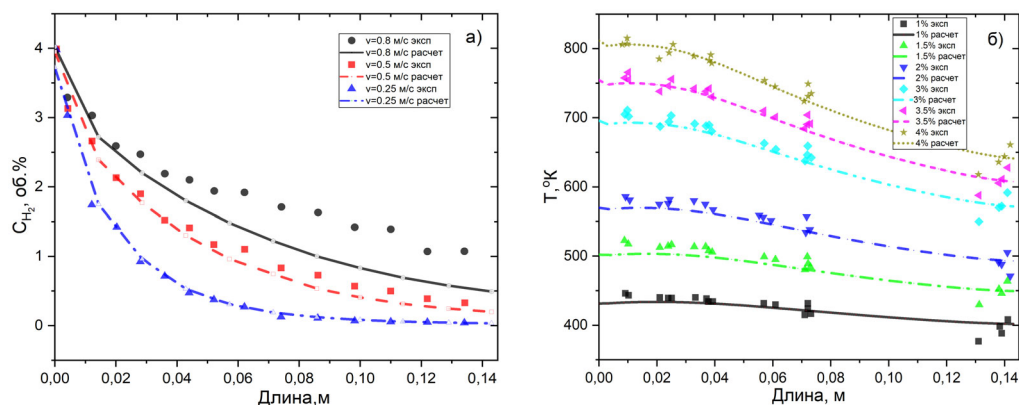 а)
v=0.8 м/с эксп
v=0.8 м/с расчет
v=0.5 м/с эксп
v=0.5 м/с расчет
v=0.25 м/с эксп
v=0.25 м/с расчет
C_H₂, об.%
4
3
2
1
0
0,00 0,02 0,04 0,06 0,08 0,10 0,12 0,14
Длина,м
б)
1% эксп
1% расчет
1.5% эксп
1.5% расчет
2% эксп
2% расчет
3% эксп
3% расчет
3.5% эксп
3.5% расчет
4% эксп
4% расчет
T,°K
800
700
600
500
400
0,00 0,02 0,04 0,06 0,08 0,10 0,12 0,14
Длина, м